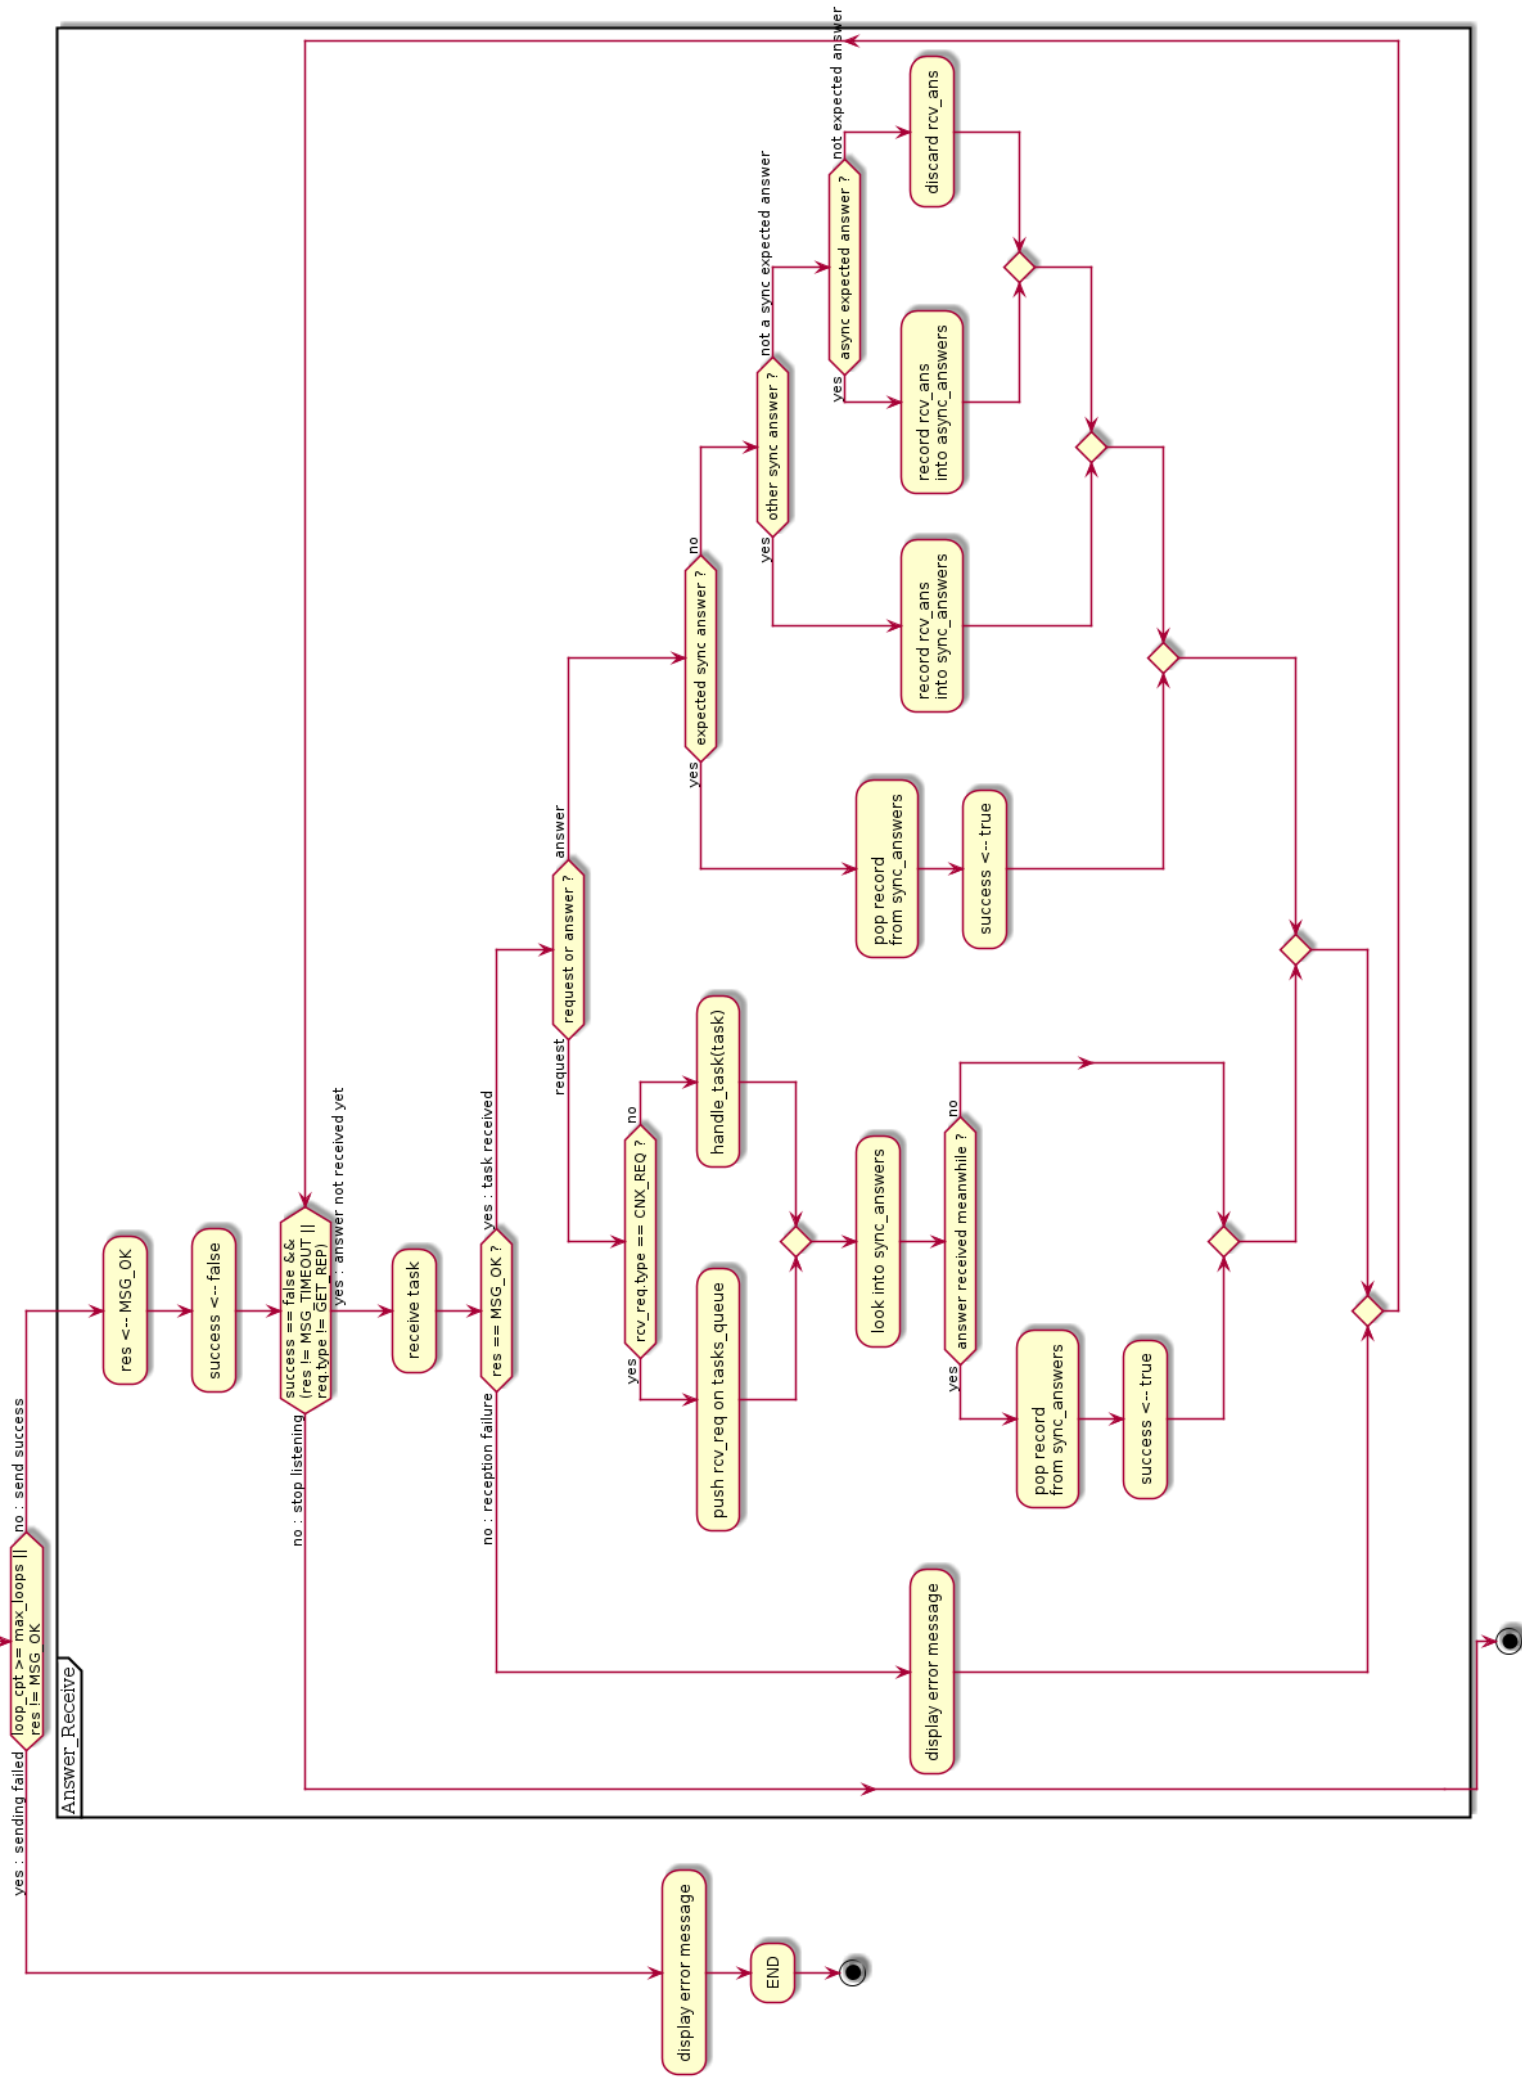 loop_cpt >= max_loops ||
res != MSG_OK
yes : sending failed
no : send success
display error message
END
Answer_Receive
res <-- MSG_OK
success <-- false
success == false &&
(res != MSG_TIMEOUT ||
req.type != GET_REP)
no : stop listening
yes : answer not received yet
receive task
res == MSG_OK ?
no : reception failure
yes : task received
display error message
request or answer ?
request
answer
rcv_req.type == CNX_REQ ?
yes
no
push rcv_req on tasks_queue
handle_task(task)
look into sync_answers
answer received meanwhile ?
yes
no
pop record
from sync_answers
success <-- true
expected sync answer ?
yes
no
pop record
from sync_answers
success <-- true
other sync answer ?
yes
not a sync expected answer
record rcv_ans
into sync_answers
async expected answer ?
yes
not expected answer
record rcv_ans
into async_answers
discard rcv_ans